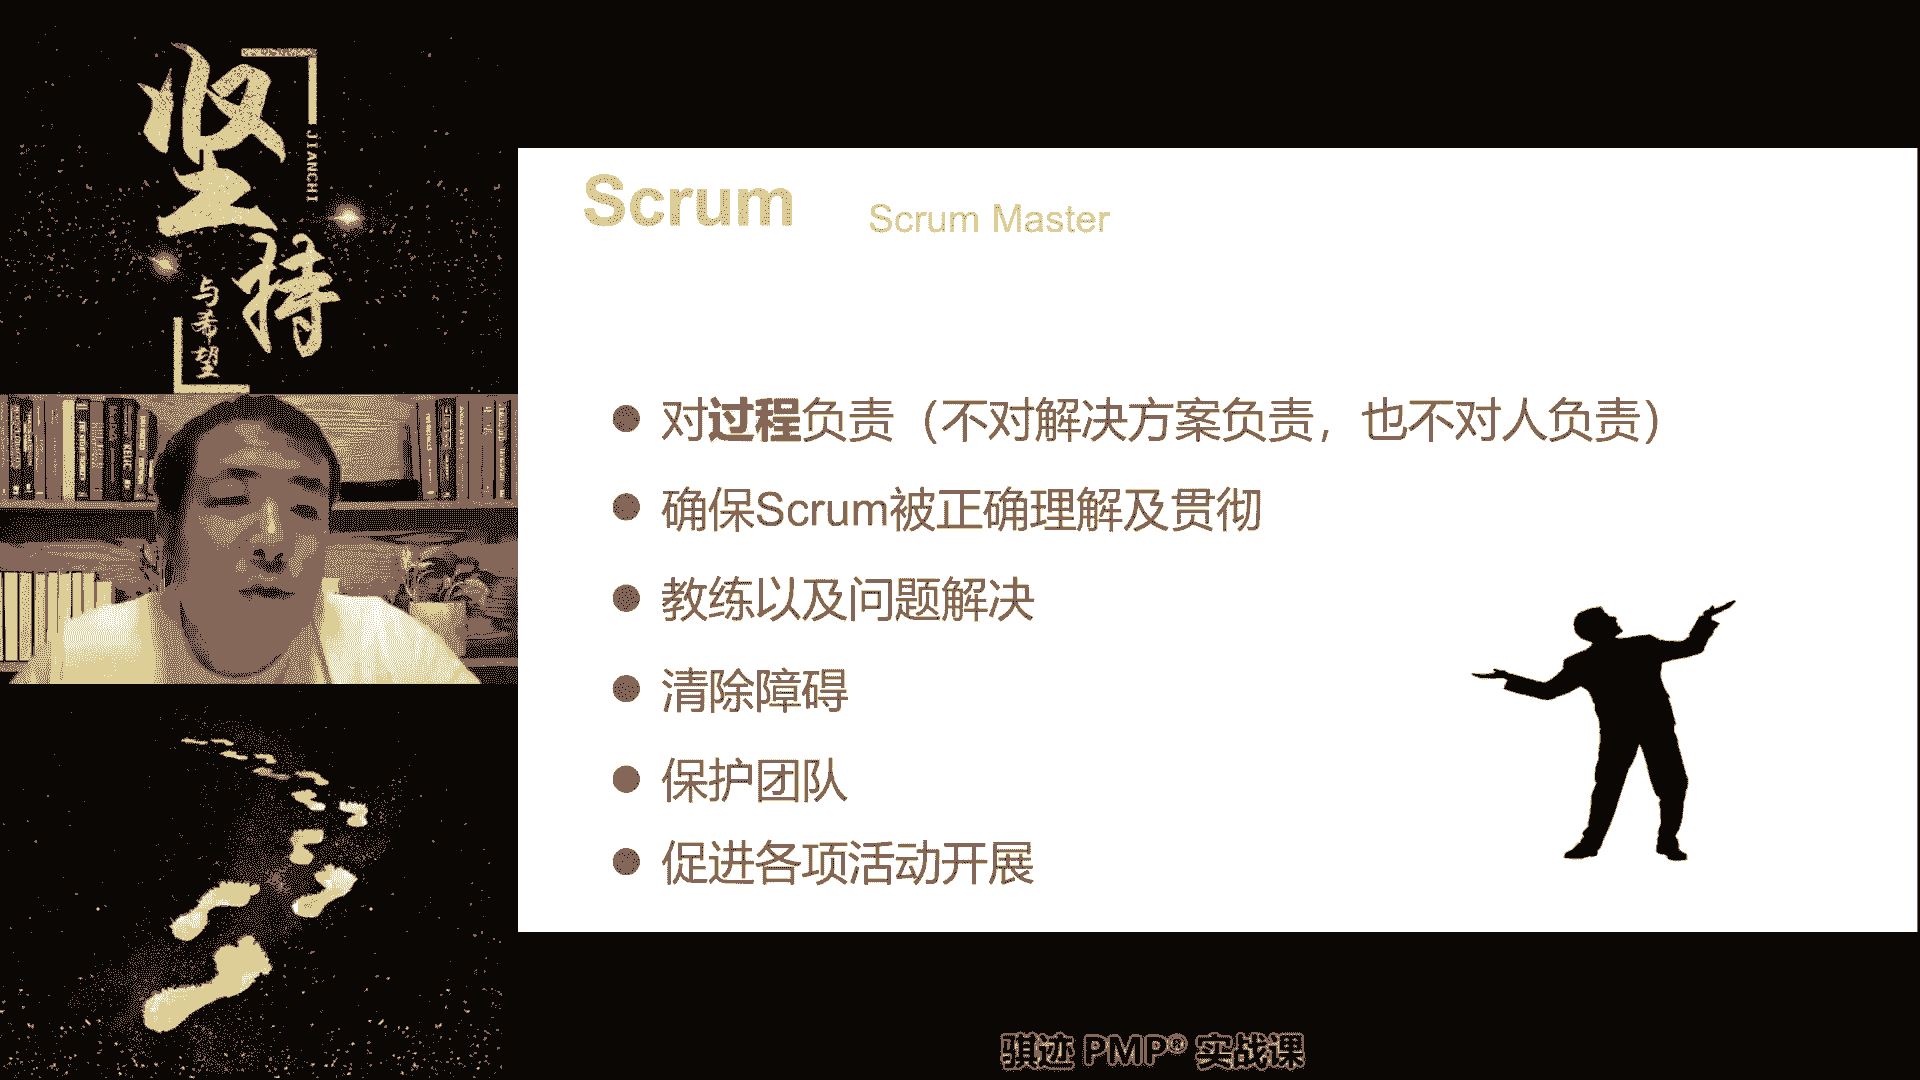 坚持
JIANCHI
与希望
Scrum
Scrum Master
● 对过程负责（不对解决方案负责，也不对人负责）
● 确保Scrum被正确理解及贯彻
● 教练以及问题解决
● 清除障碍
● 保护团队
● 促进各项活动开展
骐迹 PMP® 实战课